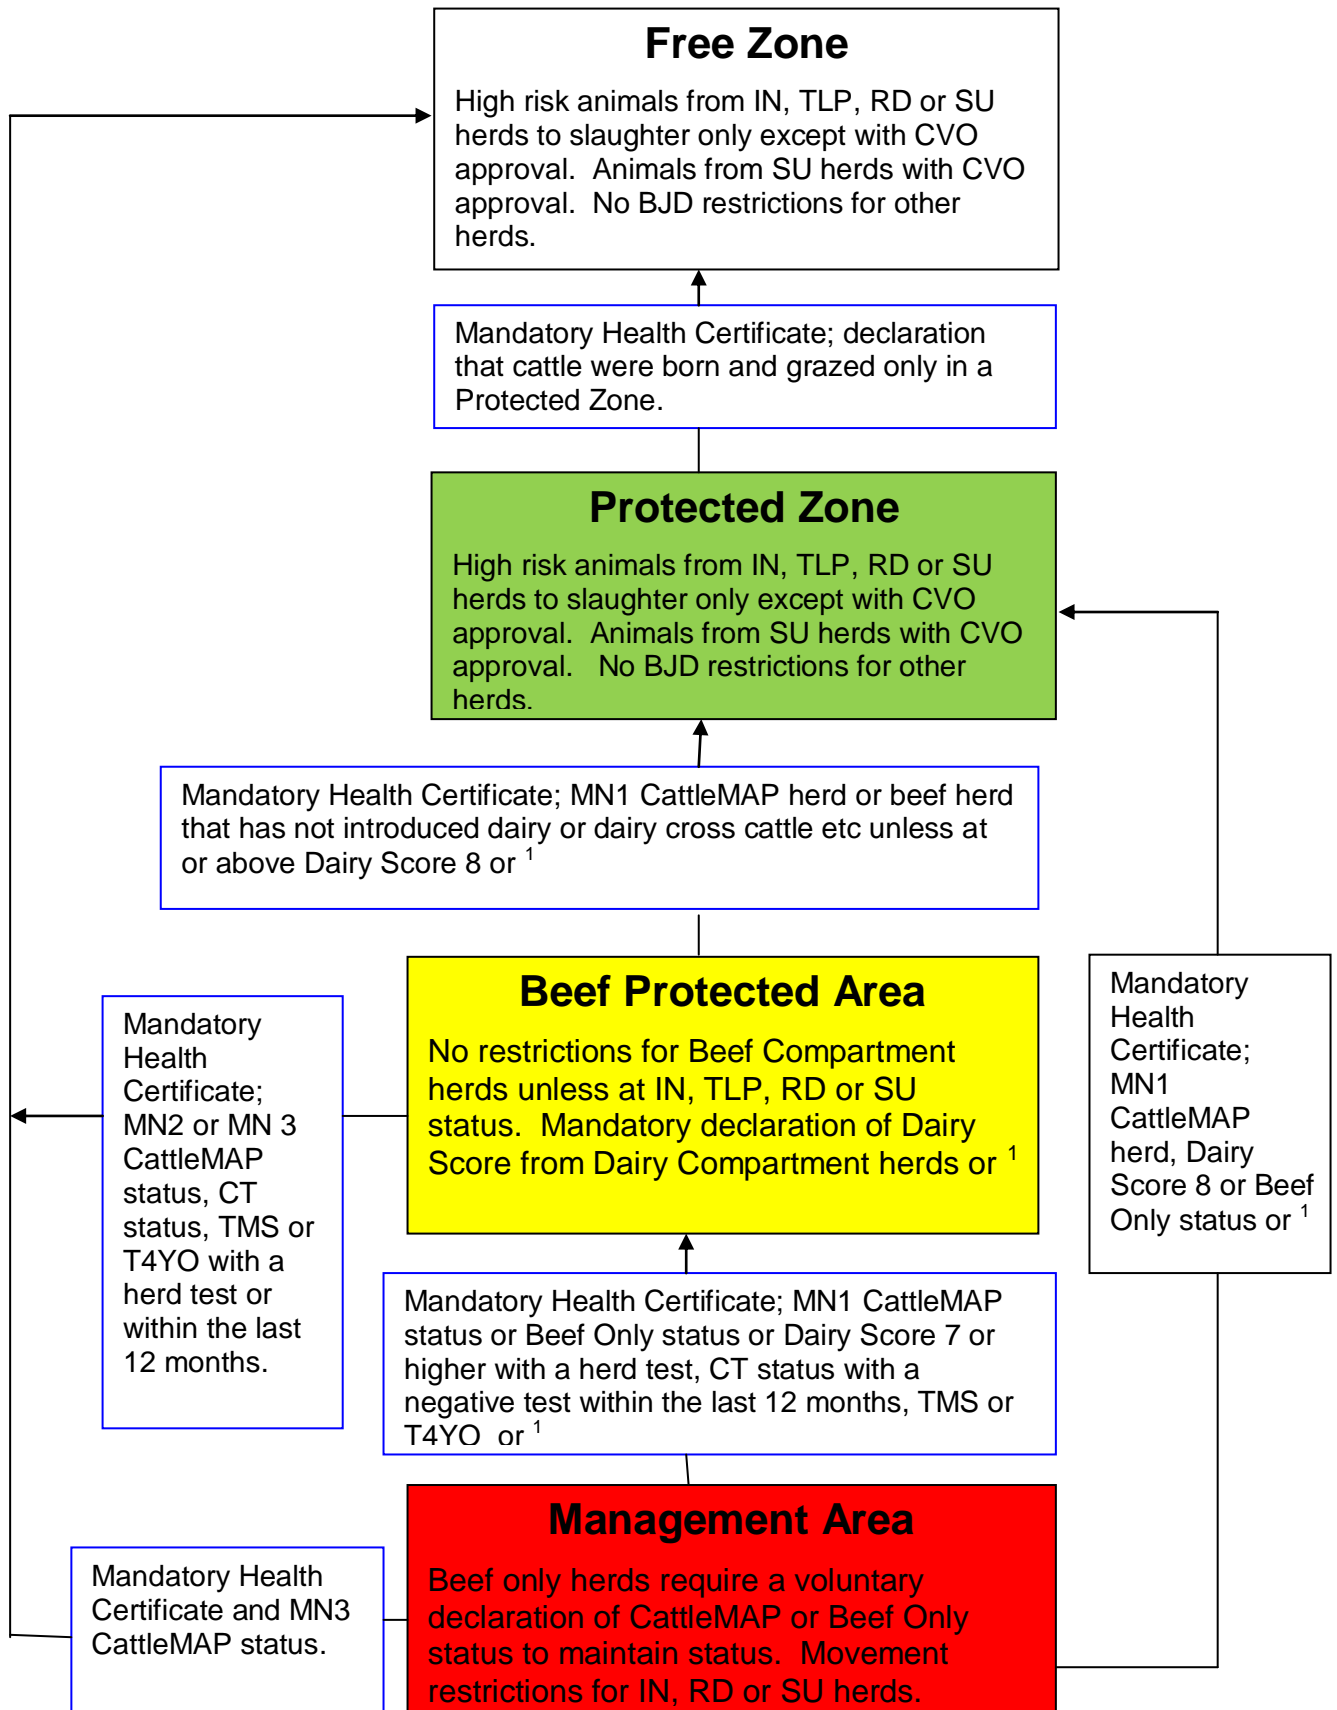 Free Zone
High risk animals from IN, TLP, RD or SU
herds to slaughter only except with CVO
approval.  Animals from SU herds with CVO
approval.  No BJD restrictions for other
herds.
Mandatory Health Certificate; declaration
that cattle were born and grazed only in a
Protected Zone.
Protected Zone
High risk animals from IN, TLP, RD or SU
herds to slaughter only except with CVO
approval.  Animals from SU herds with CVO
approval.   No BJD restrictions for other
herds.
Mandatory Health Certificate; MN1 CattleMAP herd or beef herd
that has not introduced dairy or dairy cross cattle etc unless at
or above Dairy Score 8 or ¹
Beef Protected Area
No restrictions for Beef Compartment
herds unless at IN, TLP, RD or SU
status.  Mandatory declaration of Dairy
Score from Dairy Compartment herds or ¹
Mandatory
Health
Certificate;
MN2 or MN 3
CattleMAP
status, CT
status, TMS or
T4YO with a
herd test or
within the last
12 months.
Mandatory
Health
Certificate;
MN1
CattleMAP
herd, Dairy
Score 8 or Beef
Only status or ¹
Mandatory Health Certificate; MN1 CattleMAP
status or Beef Only status or Dairy Score 7 or
higher with a herd test, CT status with a
negative test within the last 12 months, TMS or
T4YO  or ¹
Management Area
Beef only herds require a voluntary
declaration of CattleMAP or Beef Only
status to maintain status.  Movement
restrictions for IN, RD or SU herds.
Mandatory Health
Certificate and MN3
CattleMAP status.